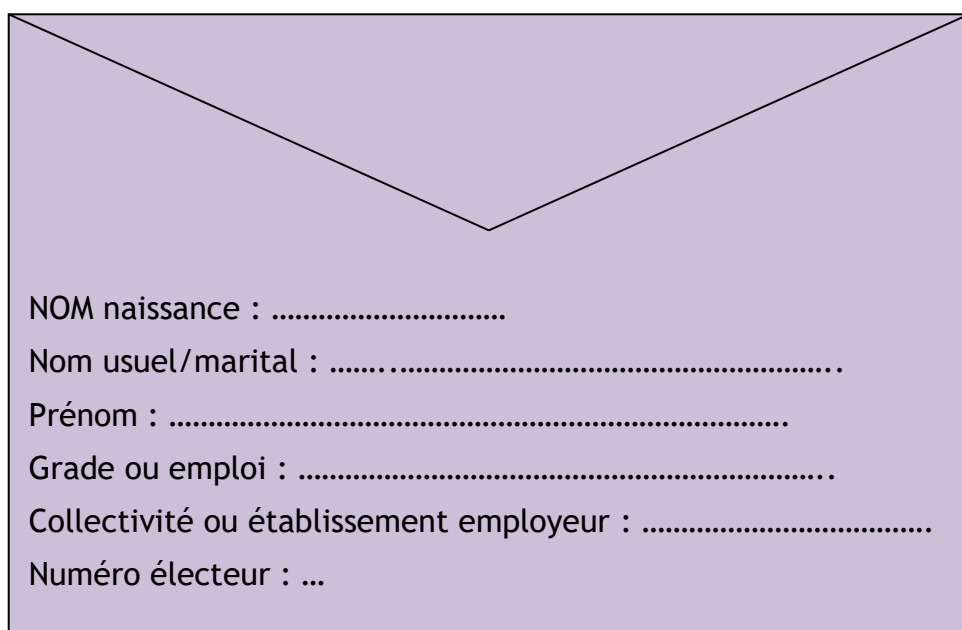 NOM naissance : …………………………
Nom usuel/marital : ……..………………………………………………..
Prénom : …………………………………………………………………….
Grade ou emploi : …………………………………………………………..
Collectivité ou établissement employeur : ……………………………….
Numéro électeur : …